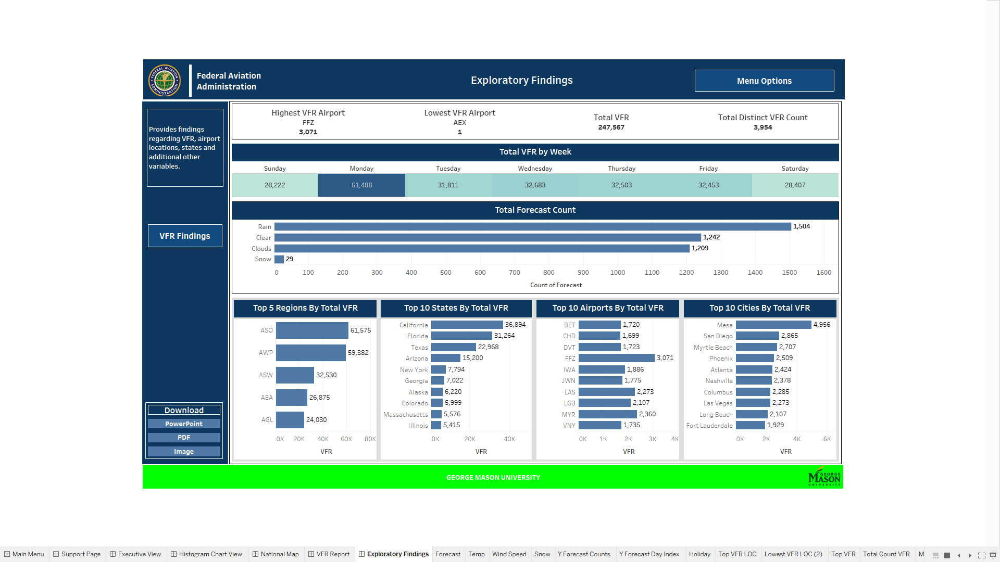 FEDERAL AVIATION
ADMINISTRATION
Federal Aviation
Administration
Exploratory Findings
Menu Options
Provides findings
regarding VFR, airport
locations, states and
additional other
variables.
VFR Findings
Download
PowerPoint
PDF
Image
Highest VFR Airport
FFZ
3,071
Lowest VFR Airport
AEX
1
Total VFR
247,567
Total Distinct VFR Count
3,954
Total VFR by Week
Sunday Monday Tuesday Wednesday Thursday Friday Saturday
28,222 61,488 31,811 32,683 32,503 32,453 28,407
Total Forecast Count
Rain 1,504
Clear 1,242
Clouds 1,209
Snow 29
0 100 200 300 400 500 600 700 800 900 1000 1100 1200 1300 1400 1500 1600
Count of Forecast
Top 5 Regions By Total VFR
ASO 61,575
AWP 59,382
ASW 32,530
AEA 26,875
AGL 24,030
0K 20K 40K 60K 80K
VFR
Top 10 States By Total VFR
California 36,894
Florida 31,264
Texas 22,968
Arizona 15,200
New York 7,794
Georgia 7,022
Alaska 6,220
Colorado 5,999
Massachusetts 5,576
Illinois 5,415
0K 20K 40K
VFR
Top 10 Airports By Total VFR
BET 1,720
CHD 1,699
DVT 1,723
FFZ 3,071
IWA 1,886
JWN 1,775
LAS 2,273
LGB 2,107
MYR 2,360
VNY 1,735
0K 1K 2K 3K 4K
VFR
Top 10 Cities By Total VFR
Mesa 4,956
San Diego 2,865
Myrtle Beach 2,707
Phoenix 2,509
Atlanta 2,424
Nashville 2,378
Columbus 2,285
Las Vegas 2,273
Long Beach 2,107
Fort Lauderdale 1,929
0K 2K 4K 6K
VFR
GEORGE MASON UNIVERSITY
GEORGE
MASON
UNIVERSITY
Main Menu Support Page Executive View Histogram Chart View National Map VFR Report Exploratory Findings Forecast Temp Wind Speed Snow Y Forecast Counts Y Forecast Day Index Holiday Top VFR LOC Lowest VFR LOC (2) Top VFR Total Count VFR M